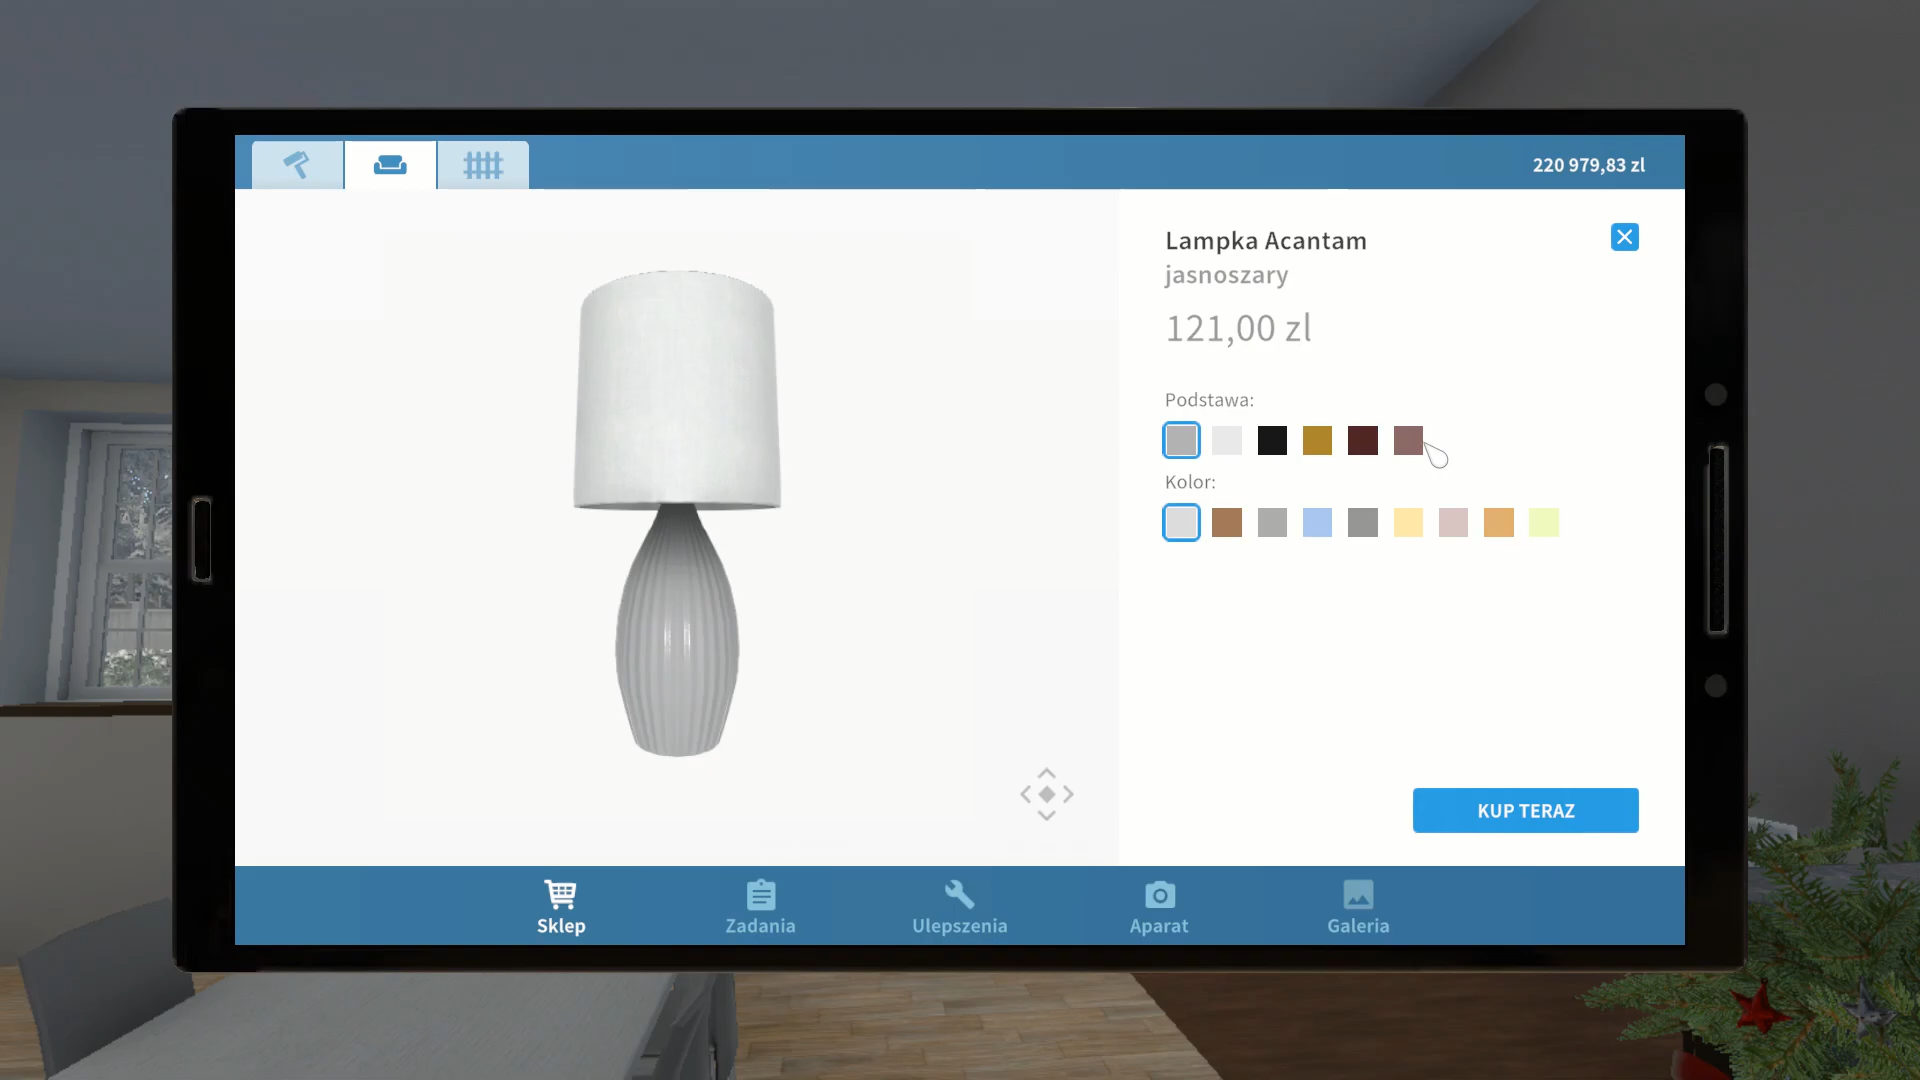 220 979,83 zl
Lampka Acantam
jasnoszary
121,00 zl
Podstawa:
Kolor:
KUP TERAZ
Sklep
Zadania
Ulepszenia
Aparat
Galeria